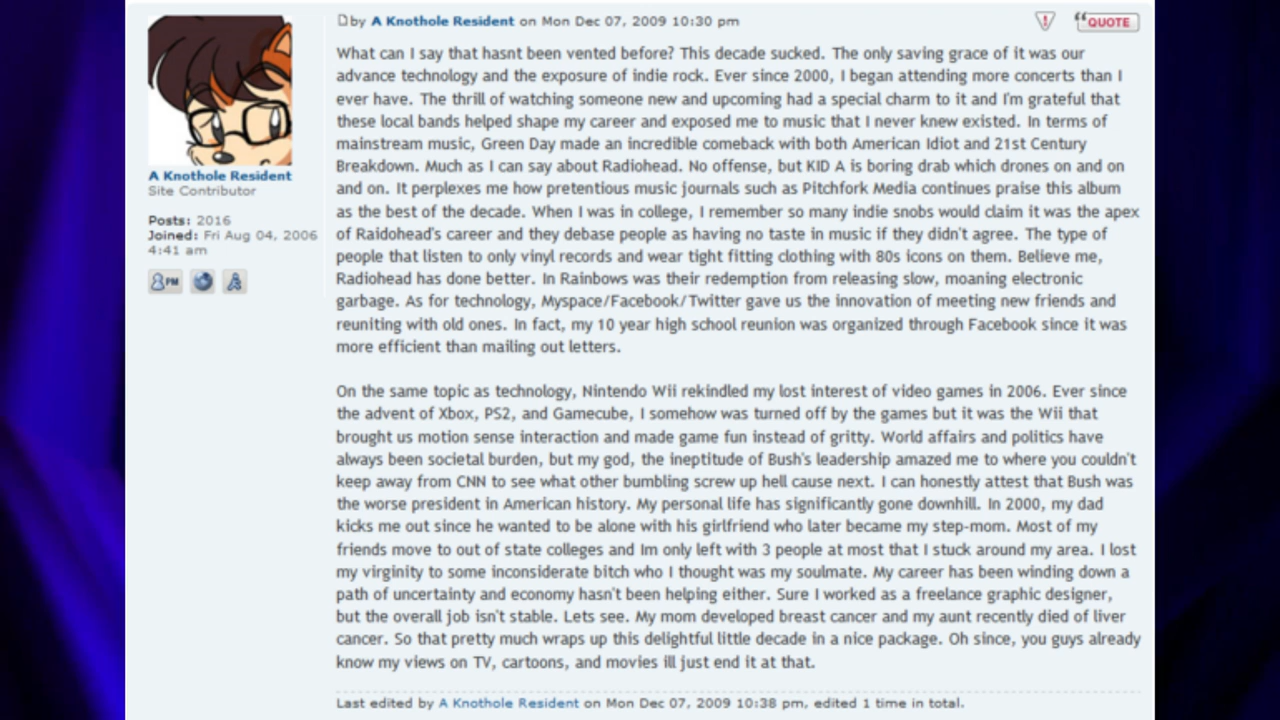 by A Knothole Resident on Mon Dec 07, 2009 10:30 pm
QUOTE
What can I say that hasnt been vented before? This decade sucked. The only saving grace of it was our
advance technology and the exposure of indie rock. Ever since 2000, I began attending more concerts than I
ever have. The thrill of watching someone new and upcoming had a special charm to it and I'm grateful that
these local bands helped shape my career and exposed me to music that I never knew existed. In terms of
mainstream music, Green Day made an incredible comeback with both American Idiot and 21st Century
Breakdown. Much as I can say about Radiohead. No offense, but KID A is boring drab which drones on and on
and on. It perplexes me how pretentious music journals such as Pitchfork Media continues praise this album
as the best of the decade. When I was in college, I remember so many indie snobs would claim it was the apex
of Raidohead's career and they debase people as having no taste in music if they didn't agree. The type of
people that listen to only vinyl records and wear tight fitting clothing with 80s icons on them. Believe me,
Radiohead has done better. In Rainbows was their redemption from releasing slow, moaning electronic
garbage. As for technology, Myspace/Facebook/Twitter gave us the innovation of meeting new friends and
reuniting with old ones. In fact, my 10 year high school reunion was organized through Facebook since it was
more efficient than mailing out letters.
On the same topic as technology, Nintendo Wii rekindled my lost interest of video games in 2006. Ever since
the advent of Xbox, PS2, and Gamecube, I somehow was turned off by the games but it was the Wii that
brought us motion sense interaction and made game fun instead of gritty. World affairs and politics have
always been societal burden, but my god, the ineptitude of Bush's leadership amazed me to where you couldn't
keep away from CNN to see what other bumbling screw up hell cause next. I can honestly attest that Bush was
the worse president in American history. My personal life has significantly gone downhill. In 2000, my dad
kicks me out since he wanted to be alone with his girlfriend who later became my step-mom. Most of my
friends move to out of state colleges and Im only left with 3 people at most that I stuck around my area. I lost
my virginity to some inconsiderate bitch who I thought was my soulmate. My career has been winding down a
path of uncertainty and economy hasn't been helping either. Sure I worked as a freelance graphic designer,
but the overall job isn't stable. Lets see. My mom developed breast cancer and my aunt recently died of liver
cancer. So that pretty much wraps up this delightful little decade in a nice package. Oh since, you guys already
know my views on TV, cartoons, and movies ill just end it at that.
Last edited by A Knothole Resident on Mon Dec 07, 2009 10:38 pm, edited 1 time in total.
A Knothole Resident
Site Contributor
Posts: 2016
Joined: Fri Aug 04, 2006
4:41 am
PM